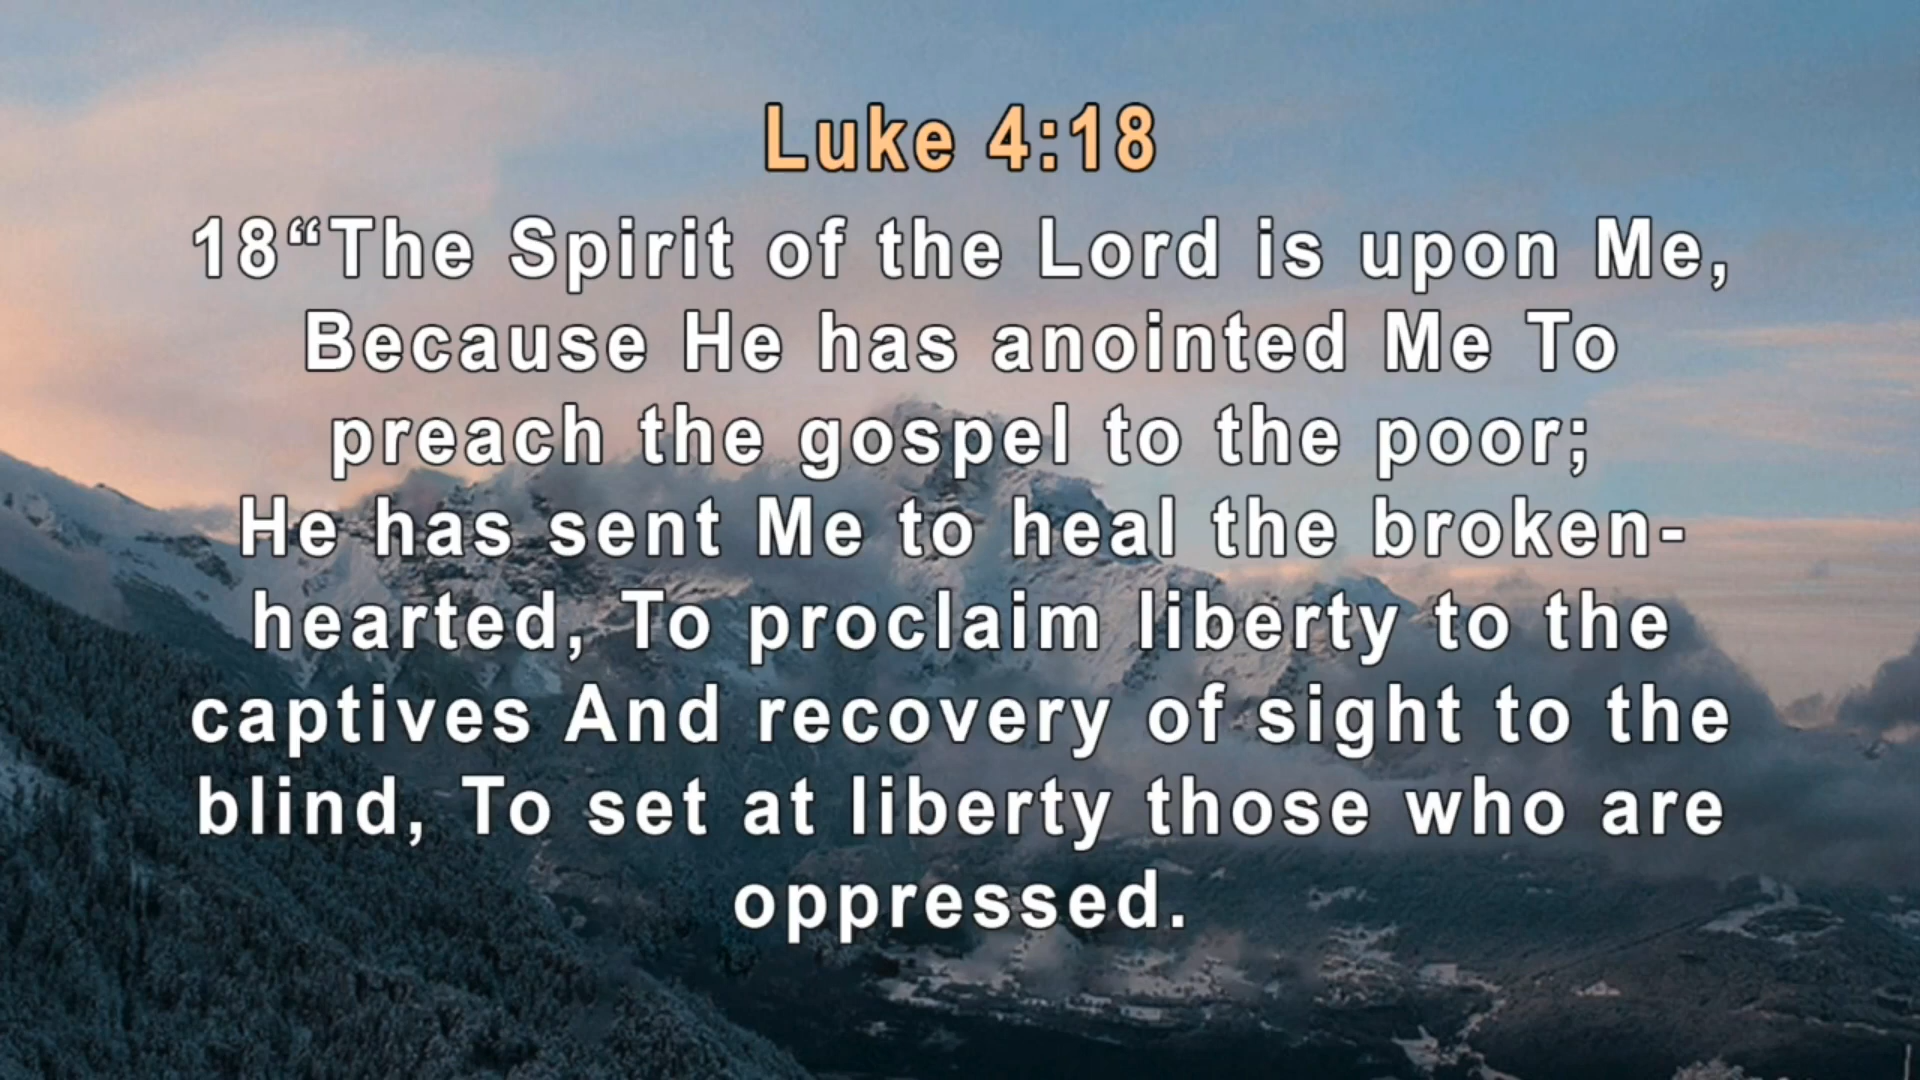 Luke 4:18
18“The Spirit of the Lord is upon Me,
Because He has anointed Me To
preach the gospel to the poor;
He has sent Me to heal the broken-
hearted, To proclaim liberty to the
captives And recovery of sight to the
blind, To set at liberty those who are
oppressed.